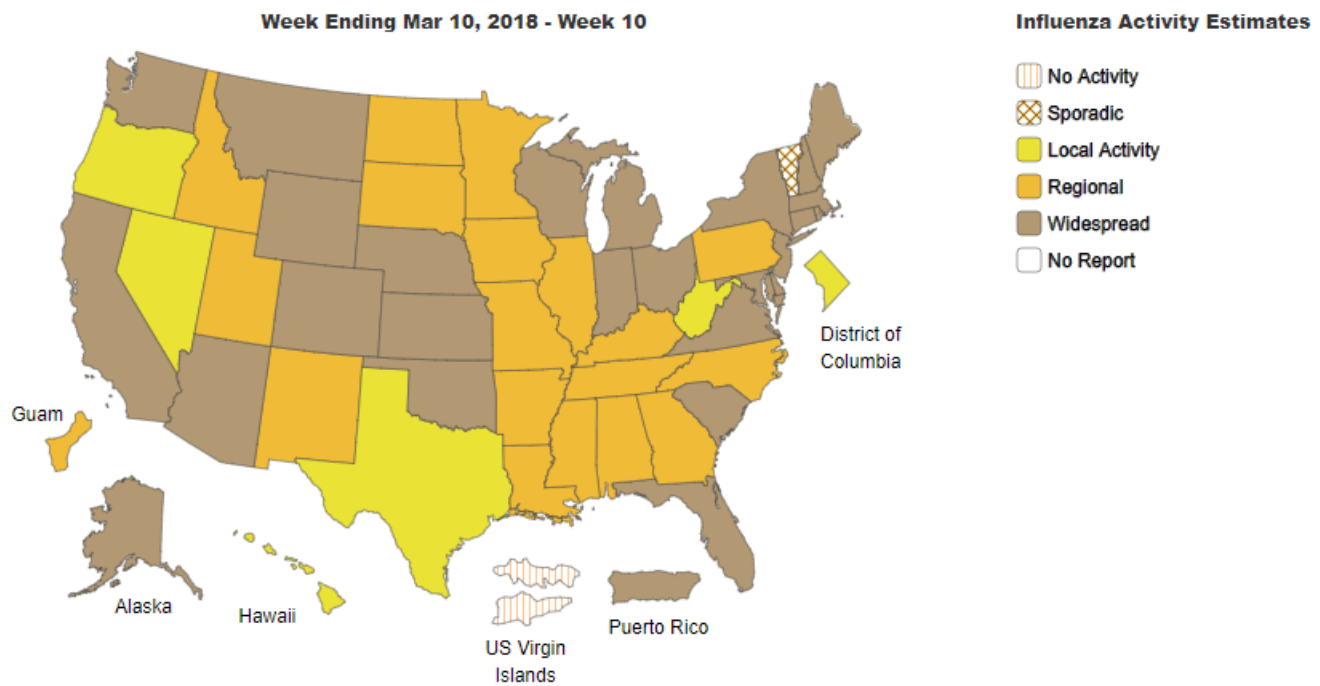 Week Ending Mar 10, 2018 - Week 10
Influenza Activity Estimates
No Activity
Sporadic
Local Activity
Regional
Widespread
No Report
District of
Columbia
Guam
Alaska
Hawaii
US Virgin
Islands
Puerto Rico